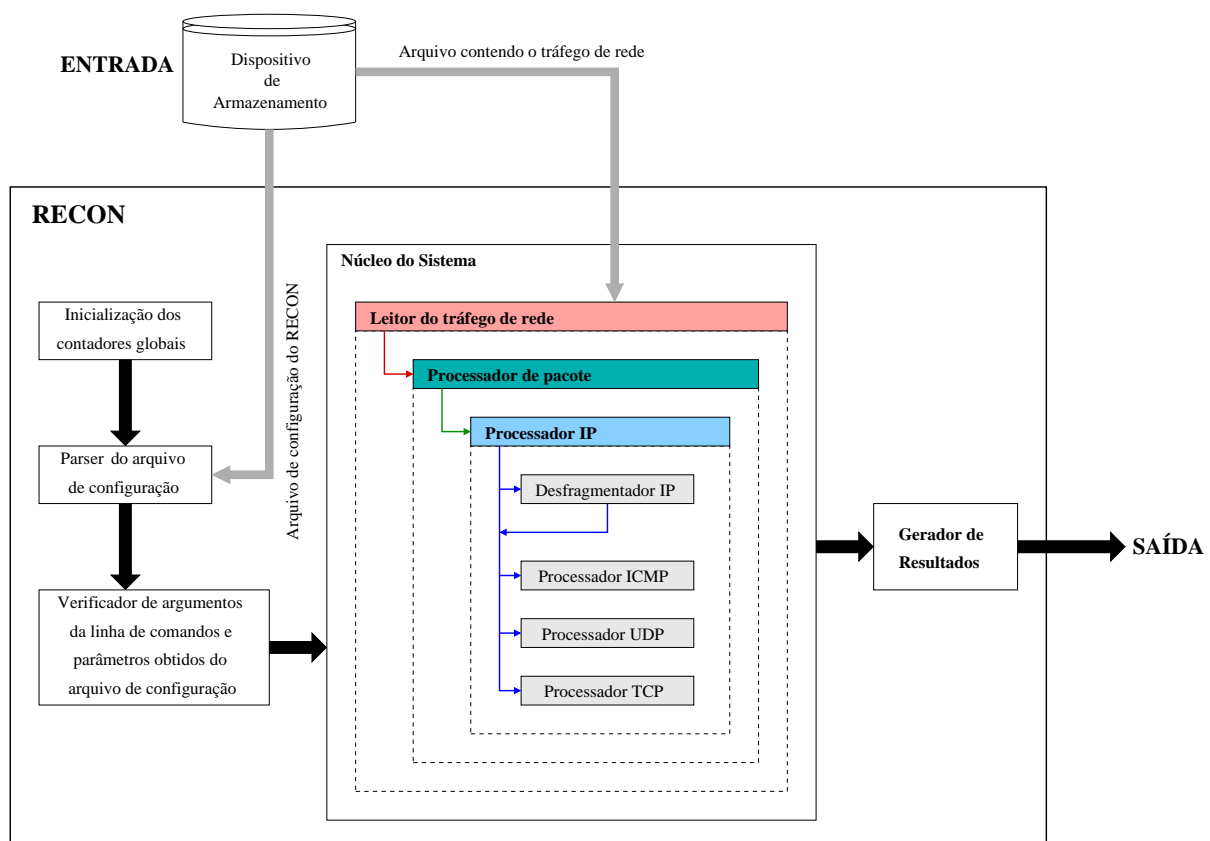 ENTRADA
Dispositivo
de
Armazenamento
Arquivo contendo o tráfego de rede
RECON
Arquivo de configuração do RECON
Inicialização dos
contadores globais
Parser do arquivo
de configuração
Verificador de argumentos
da linha de comandos e
parâmetros obtidos do
arquivo de configuração
Núcleo do Sistema
Leitor do tráfego de rede
Processador de pacote
Processador IP
Desfragmentador IP
Processador ICMP
Processador UDP
Processador TCP
Gerador de
Resultados
SAÍDA